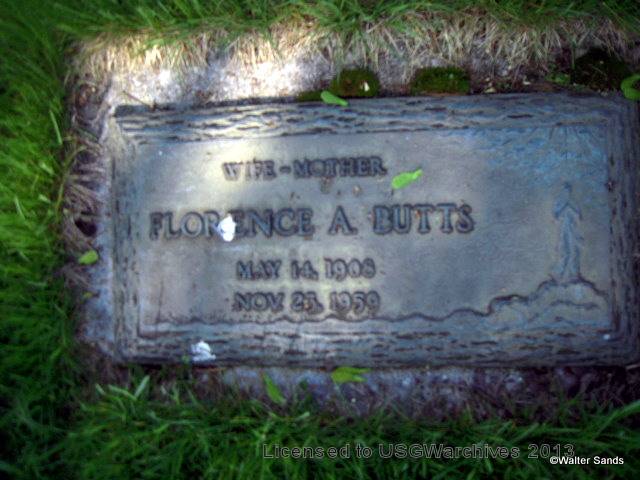 WIFE - MOTHER
FLORENCE A. BUTTS
MAY 14, 1908
NOV. 25, 1959
Licensed to USGWarchives 2013
©Walter Sands